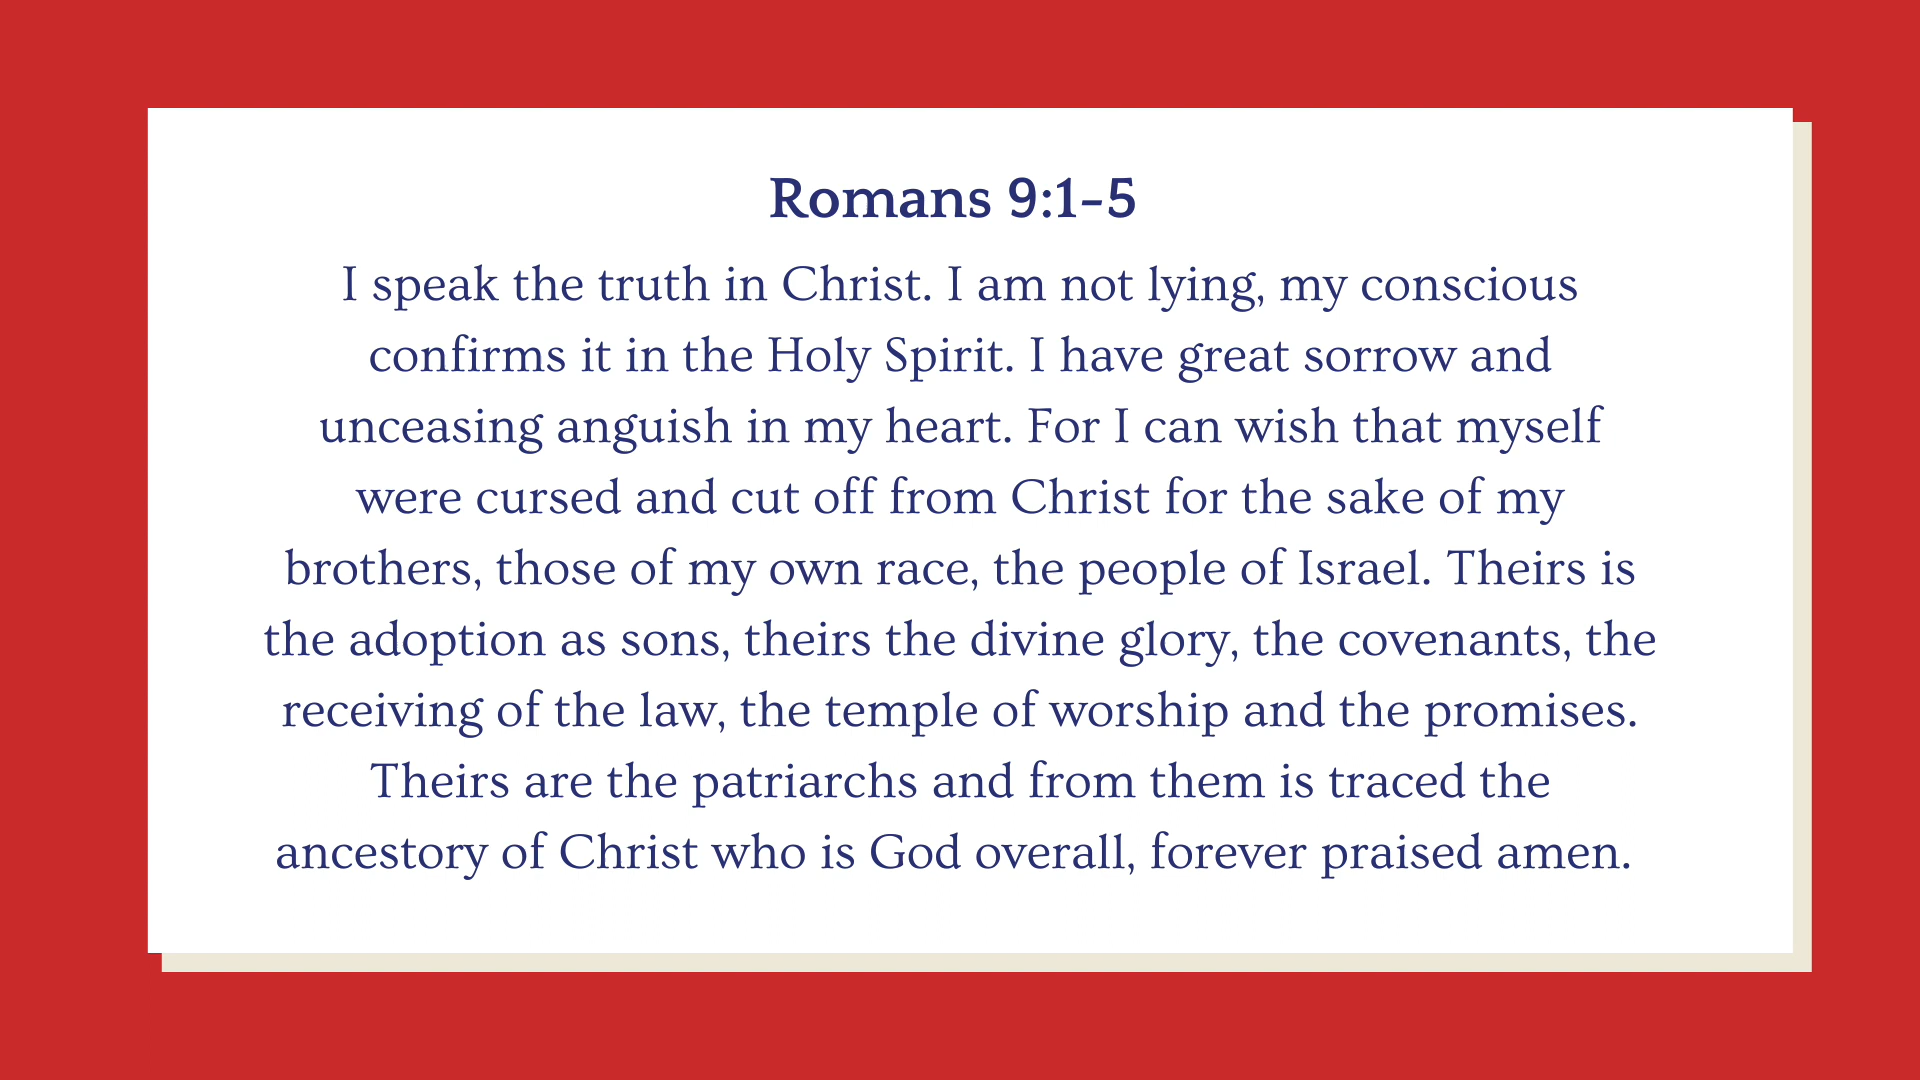 Romans 9:1–5
I speak the truth in Christ. I am not lying, my conscious
confirms it in the Holy Spirit. I have great sorrow and
unceasing anguish in my heart. For I can wish that myself
were cursed and cut off from Christ for the sake of my
brothers, those of my own race, the people of Israel. Theirs is
the adoption as sons, theirs the divine glory, the covenants, the
receiving of the law, the temple of worship and the promises.
Theirs are the patriarchs and from them is traced the
ancestory of Christ who is God overall, forever praised amen.